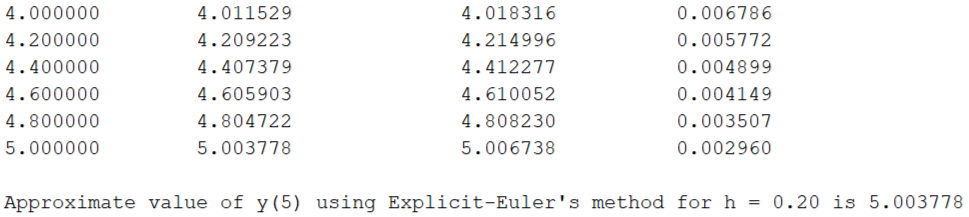 4.000000 4.011529 4.018316 0.006786
4.200000 4.209223 4.214996 0.005772
4.400000 4.407379 4.412277 0.004899
4.600000 4.605903 4.610052 0.004149
4.800000 4.804722 4.808230 0.003507
5.000000 5.003778 5.006738 0.002960
Approximate value of y(5) using Explicit-Euler's method for h = 0.20 is 5.003778